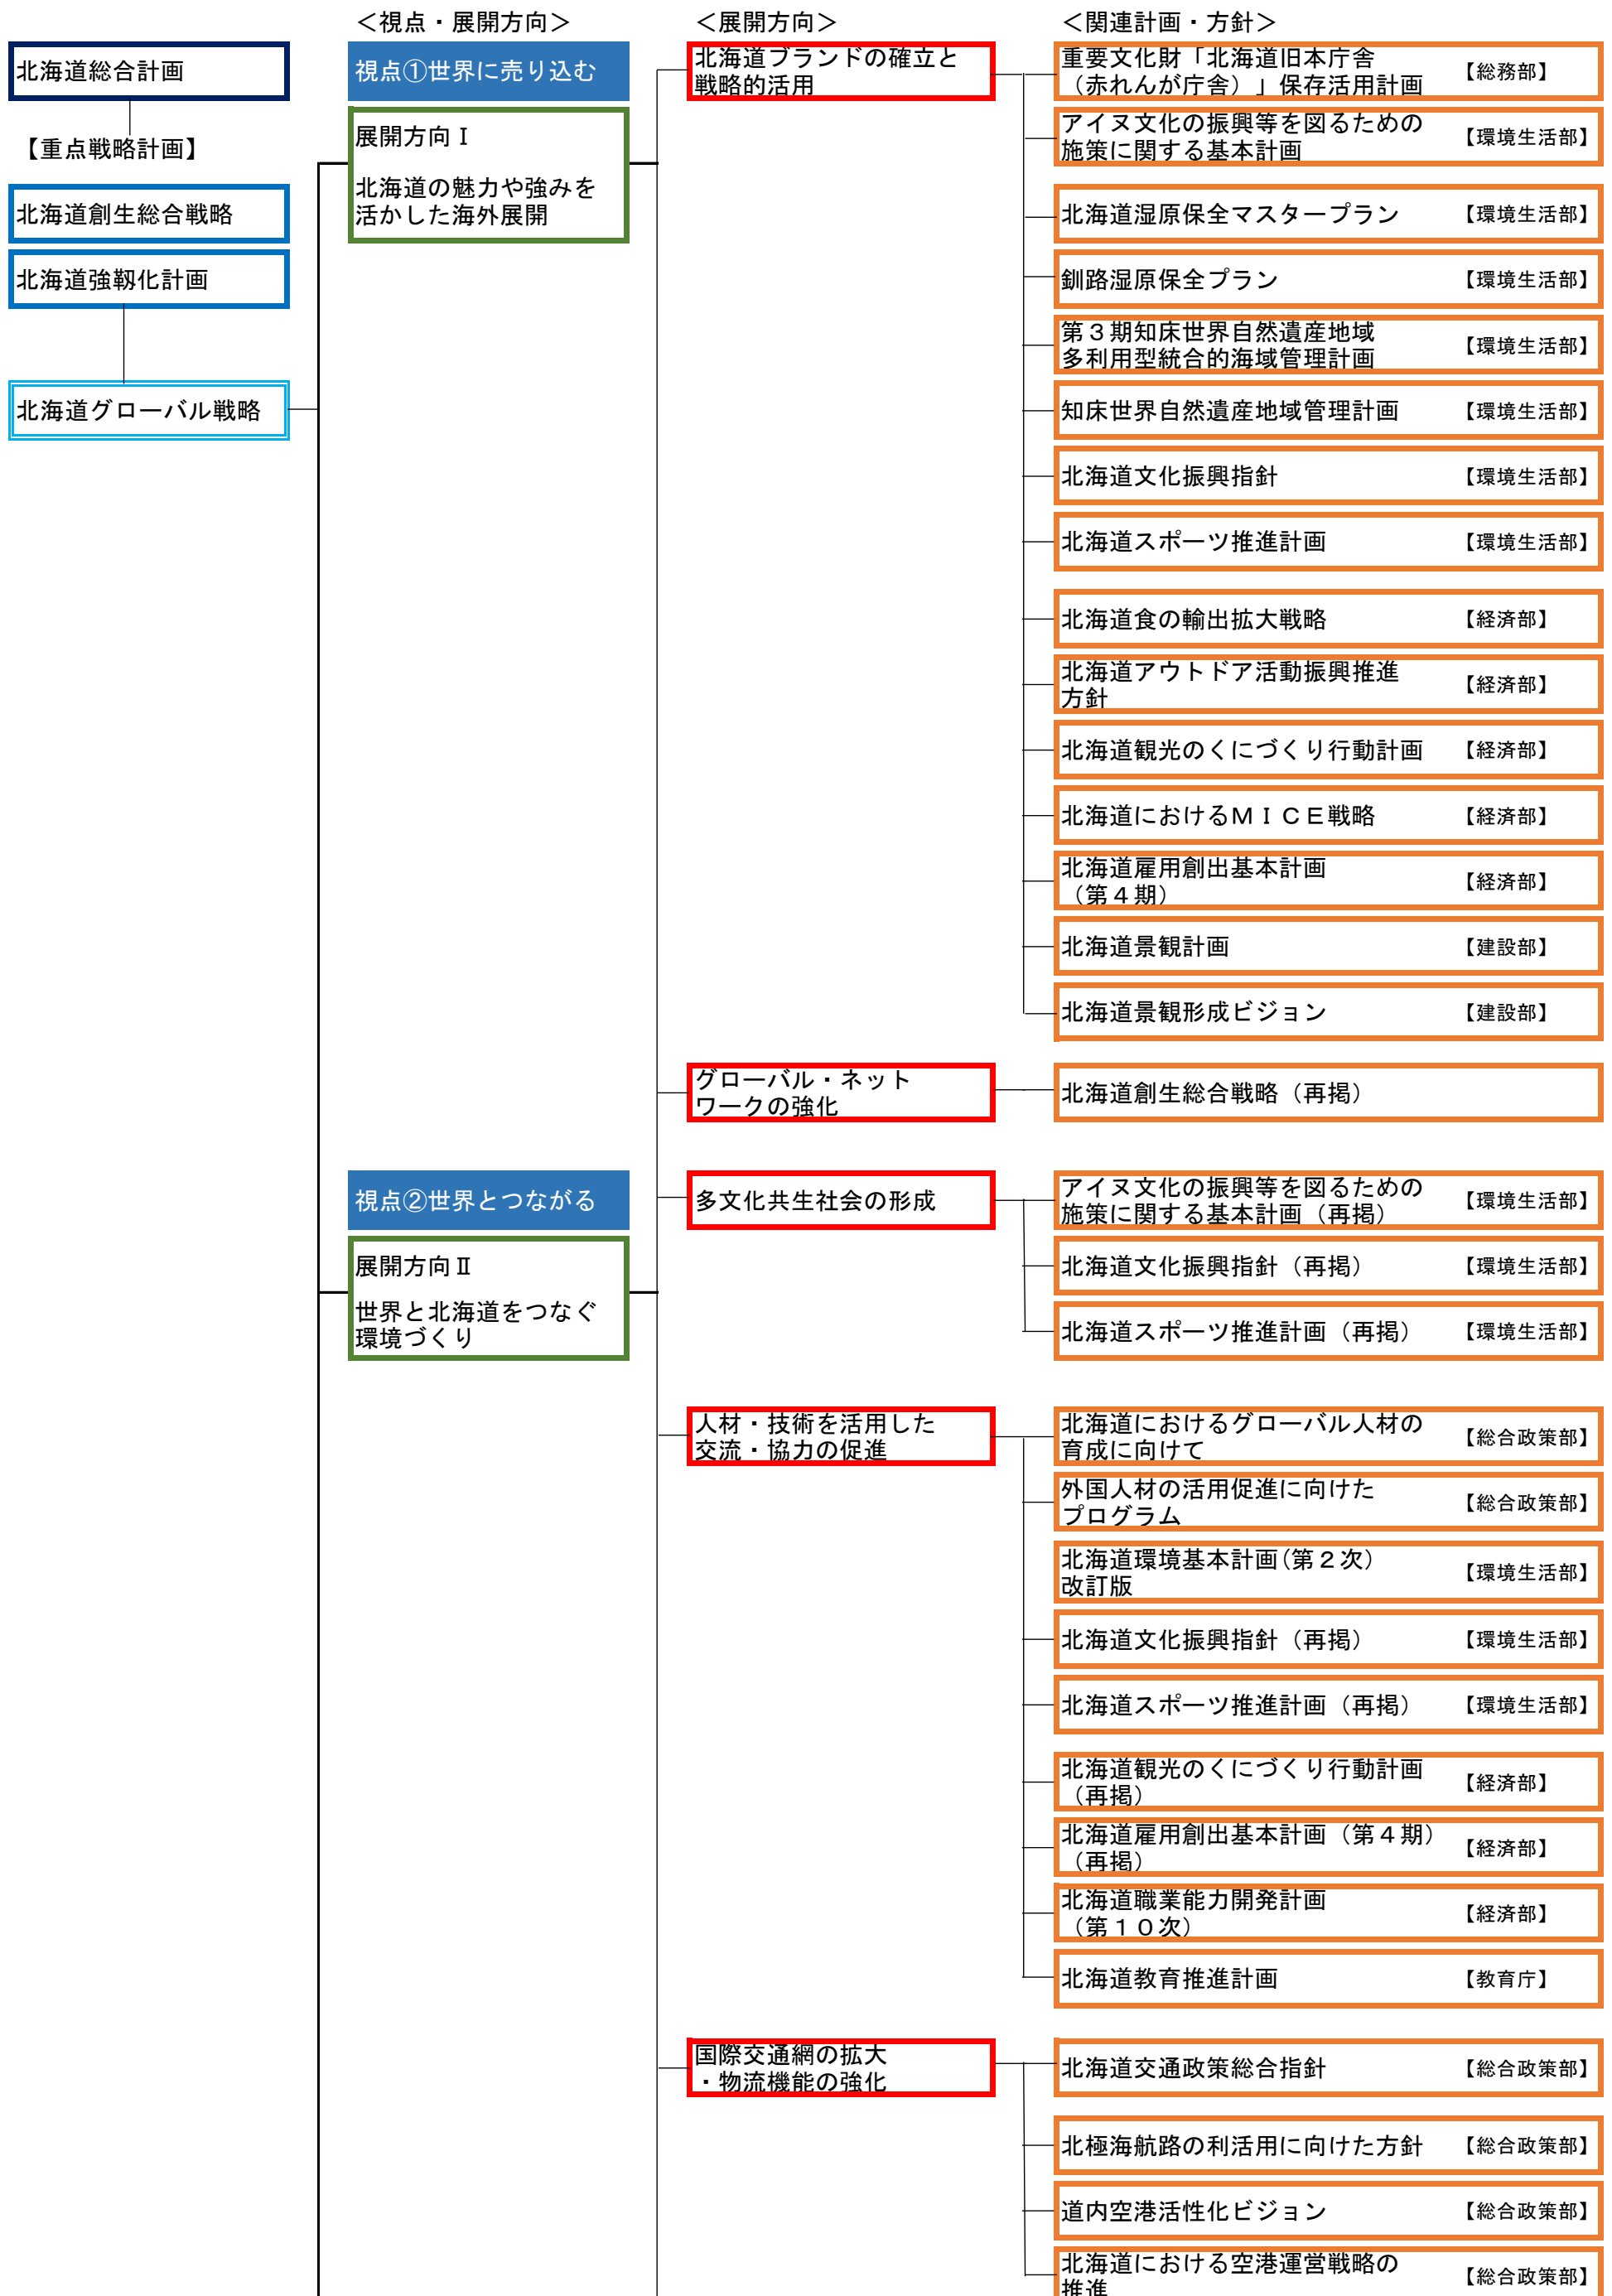 ＜視点・展開方向＞
＜展開方向＞
＜関連計画・方針＞
北海道総合計画
【重点戦略計画】
北海道創生総合戦略
北海道強靱化計画
北海道グローバル戦略
視点①世界に売り込む
展開方向Ⅰ
北海道の魅力や強みを
活かした海外展開
北海道ブランドの確立と
戦略的活用
重要文化財「北海道旧本庁舎
（赤れんが庁舎）」保存活用計画
【総務部】
アイヌ文化の振興等を図るための
施策に関する基本計画
【環境生活部】
北海道湿原保全マスタープラン
【環境生活部】
釧路湿原保全プラン
【環境生活部】
第３期知床世界自然遺産地域
多利用型統合的海域管理計画
【環境生活部】
知床世界自然遺産地域管理計画
【環境生活部】
北海道文化振興指針
【環境生活部】
北海道スポーツ推進計画
【環境生活部】
北海道食の輸出拡大戦略
【経済部】
北海道アウトドア活動振興推進
方針
【経済部】
北海道観光のくにづくり行動計画
【経済部】
北海道におけるＭＩＣＥ戦略
【経済部】
北海道雇用創出基本計画
（第４期）
【経済部】
北海道景観計画
【建設部】
北海道景観形成ビジョン
【建設部】
グローバル・ネット
ワークの強化
北海道創生総合戦略（再掲）
視点②世界とつながる
展開方向Ⅱ
世界と北海道をつなぐ
環境づくり
多文化共生社会の形成
アイヌ文化の振興等を図るための
施策に関する基本計画（再掲）
【環境生活部】
北海道文化振興指針（再掲）
【環境生活部】
北海道スポーツ推進計画（再掲）
【環境生活部】
人材・技術を活用した
交流・協力の促進
北海道におけるグローバル人材の
育成に向けて
【総合政策部】
外国人材の活用促進に向けた
プログラム
【総合政策部】
北海道環境基本計画(第２次）
改訂版
【環境生活部】
北海道文化振興指針（再掲）
【環境生活部】
北海道スポーツ推進計画（再掲）
【環境生活部】
北海道観光のくにづくり行動計画
（再掲）
【経済部】
北海道雇用創出基本計画（第４期）
（再掲）
【経済部】
北海道職業能力開発計画
（第１０次）
【経済部】
北海道教育推進計画
【教育庁】
国際交通網の拡大
・物流機能の強化
北海道交通政策総合指針
【総合政策部】
北極海航路の利活用に向けた方針
【総合政策部】
道内空港活性化ビジョン
【総合政策部】
北海道における空港運営戦略の
推進
【総合政策部】